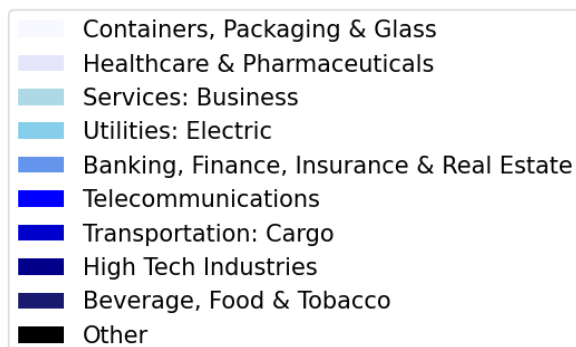 Containers, Packaging & Glass
Healthcare & Pharmaceuticals
Services: Business
Utilities: Electric
Banking, Finance, Insurance & Real Estate
Telecommunications
Transportation: Cargo
High Tech Industries
Beverage, Food & Tobacco
Other